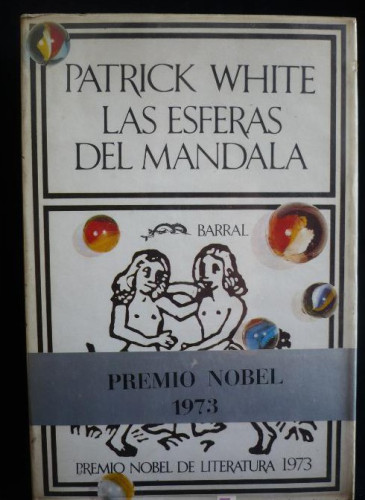 PATRICK WHITE
LAS ESFERAS
DEL MANDALA
BARRAL
PREMIO NOBEL
1973
PREMIO NOBEL DE LITERATURA 1973